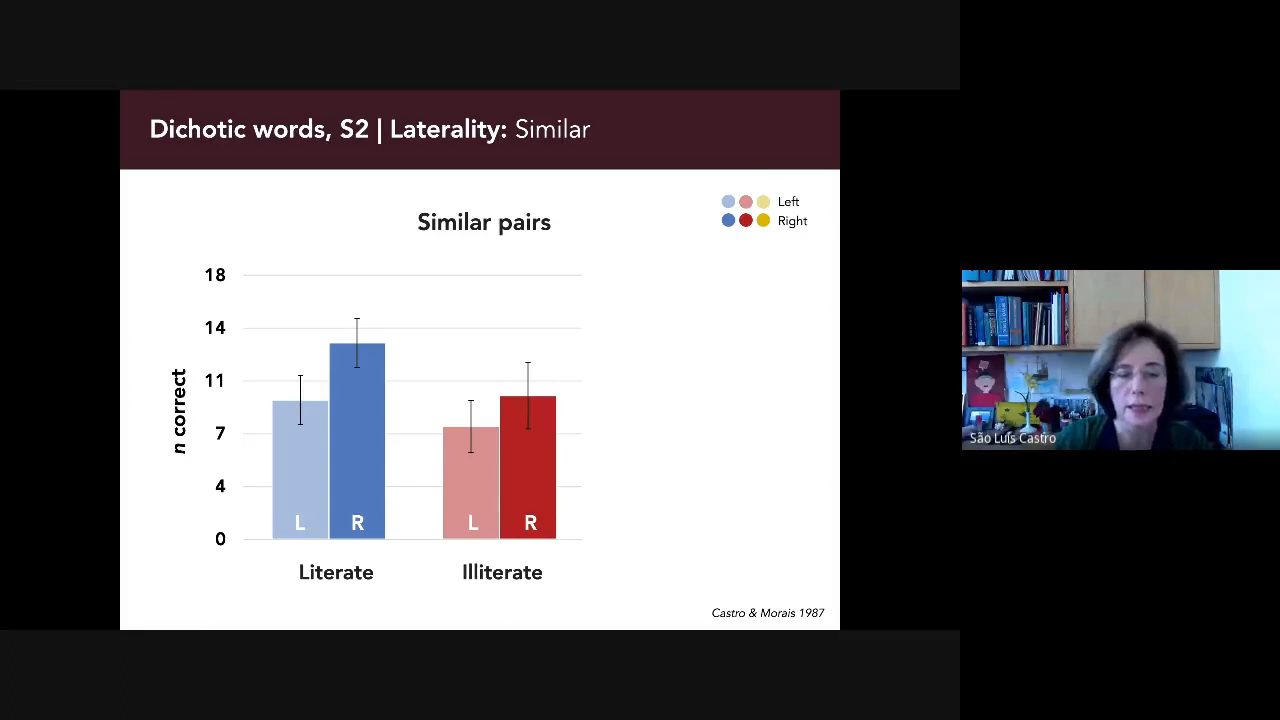 Dichotic words, S2 | Laterality: Similar
Left
Right
Similar pairs
18
14
11
7
4
0
n correct
L
R
L
R
Literate
Illiterate
Castro & Morais 1987
São Luís Castro